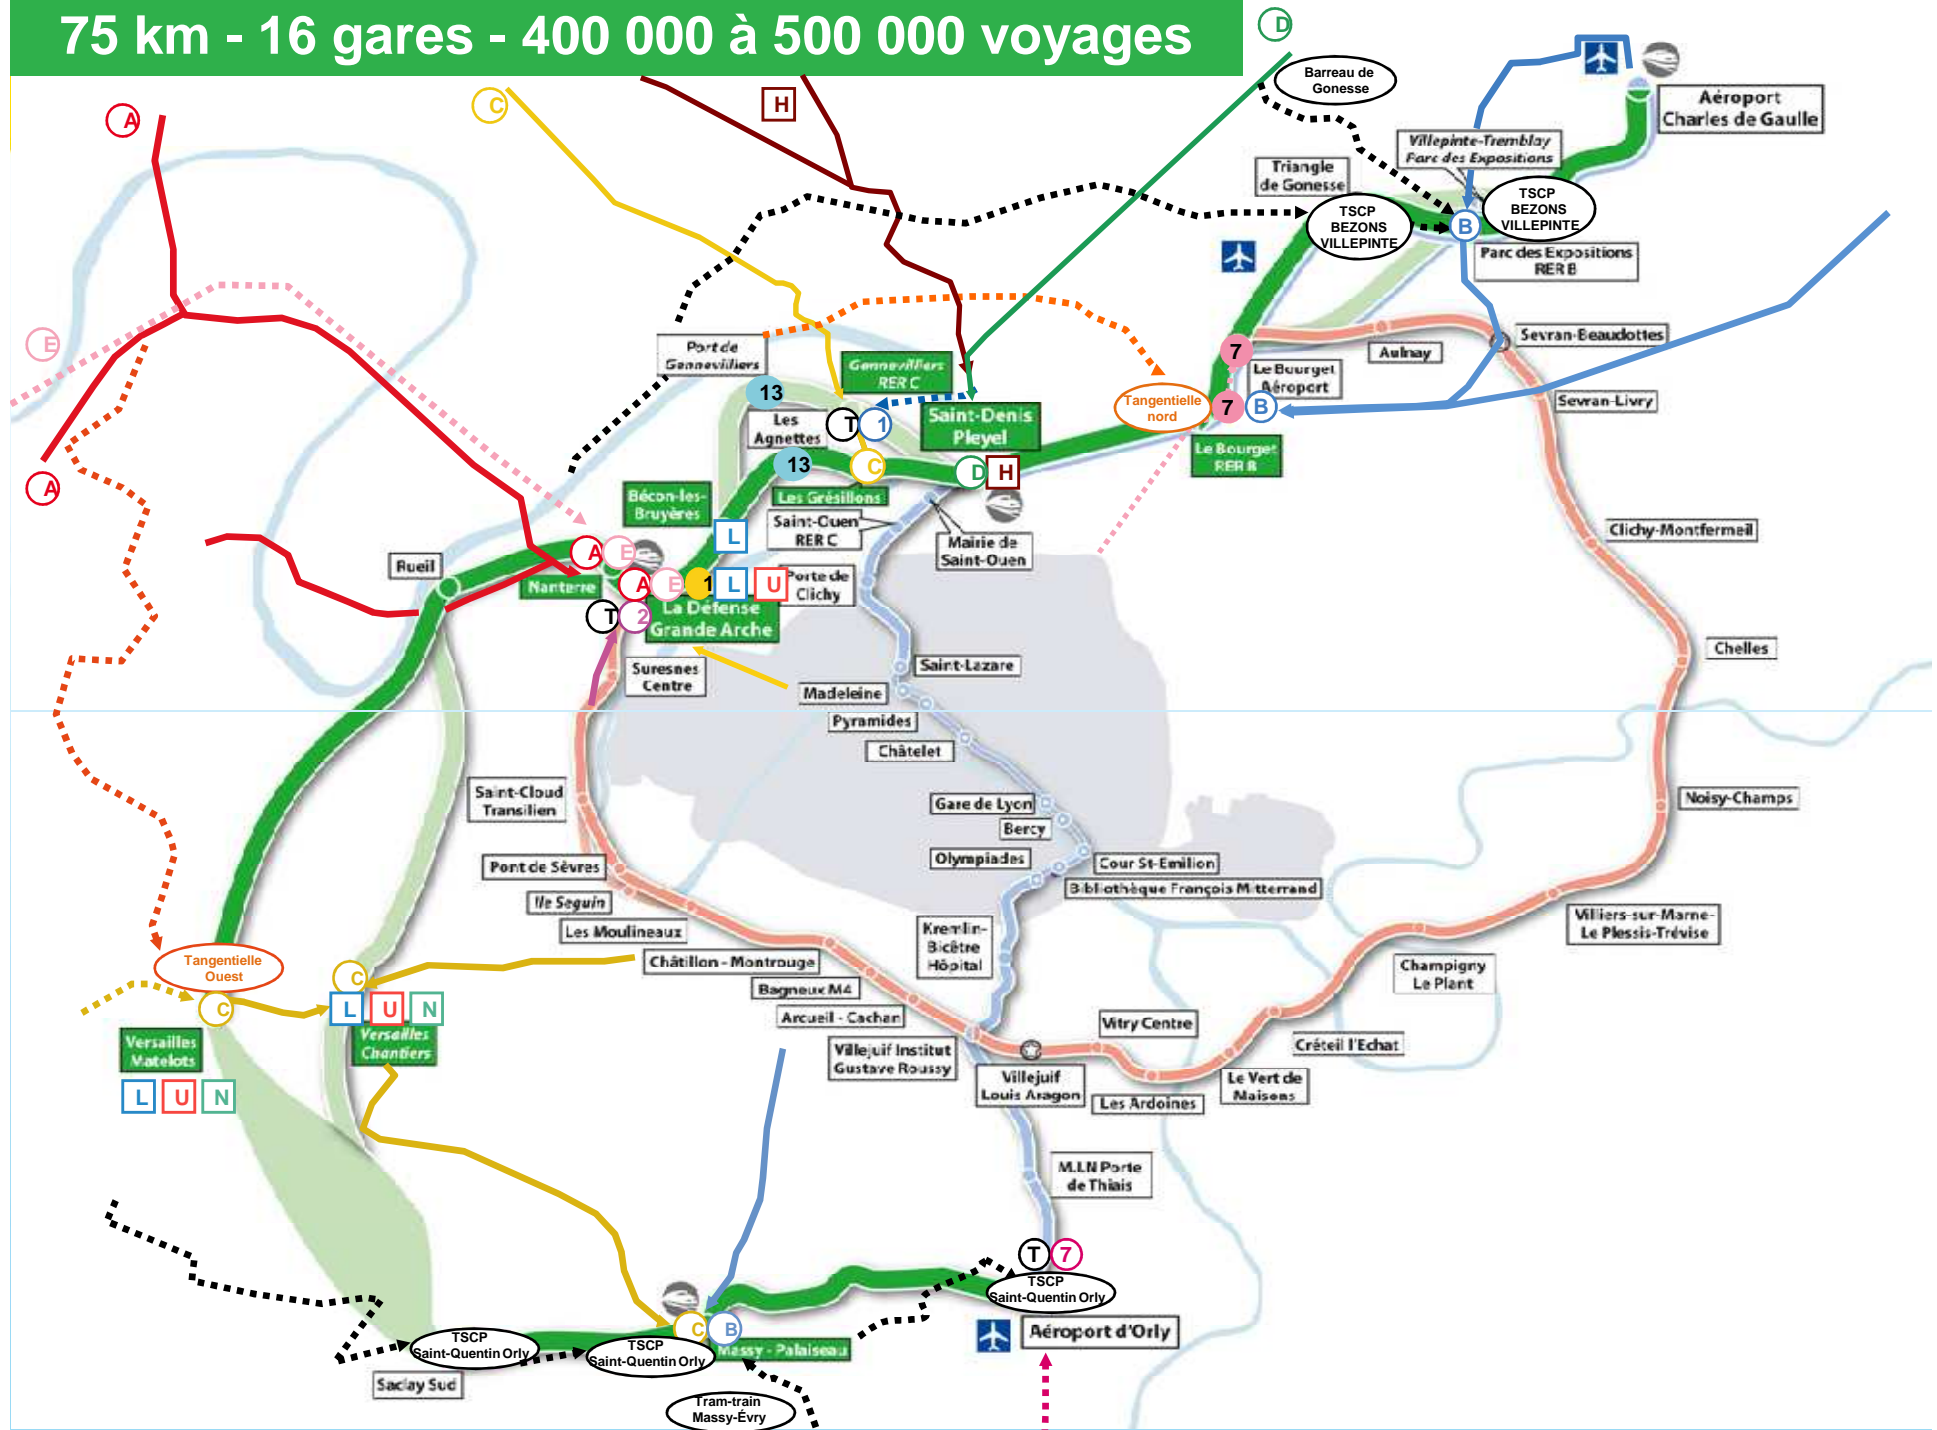 75 km - 16 gares - 400 000 à 500 000 voyages
D
Barreau de
Gonesse
A
C
H
Aéroport
Charles de Gaulle
Villepinte-Tremblay
Parc des Expositions
Triangle
de Gonesse
TSCP
BEZONS
VILLEPINTE
TSCP
BEZONS
VILLEPINTE
B
Parc des Expositions
RER B
E
Port de
Gennevilliers
Gennevilliers
RER C
7
Le Bourget
Aéroport
Aulnay
Sevran-Beaudottes
Sevran-Livry
13
Les
Agnettes
T
1
Saint-Denis
Pleyel
Tangentielle
nord
7
B
Le Bourget
RER B
13
C
D
H
A
Les Grésillons
Bécon-les-
Bruyères
L
Saint-Ouen
RER C
Mairie de
Saint-Ouen
Clichy-Montfermeil
Rueil
A
E
Nanterre
A
E
1
L
U
Porte de
Clichy
T
2
La Défense
Grande Arche
Suresnes
Centre
Saint-Lazare
Chelles
Madeleine
Pyramides
Châtelet
Saint-Cloud
Transilien
Gare de Lyon
Bercy
Noisy-Champs
Pont de Sèvres
Olympiades
Cour St-Emilion
Bibliothèque François Mitterrand
Ile Seguin
Les Moulineaux
Kremlin-
Bicêtre
Hôpital
Villiers-sur-Marne-
Le Plessis-Trévise
Tangentielle
Ouest
C
C
Châtillon - Montrouge
Champigny
Le Plant
L
U
N
Bagneux M4
Arcueil - Cachan
Vitry Centre
Versailles
Matelots
Versailles
Chantiers
Villejuif Institut
Gustave Roussy
Créteil l'Echat
Villejuif
Louis Aragon
Le Vert de
Maisons
Les Ardoines
L
U
N
M.I.N Porte
de Thiais
T
7
TSCP
Saint-Quentin Orly
C
B
TSCP
Saint-Quentin Orly
TSCP
Saint-Quentin Orly
Massy - Palaiseau
Aéroport d'Orly
Saclay Sud
Tram-train
Massy-Évry